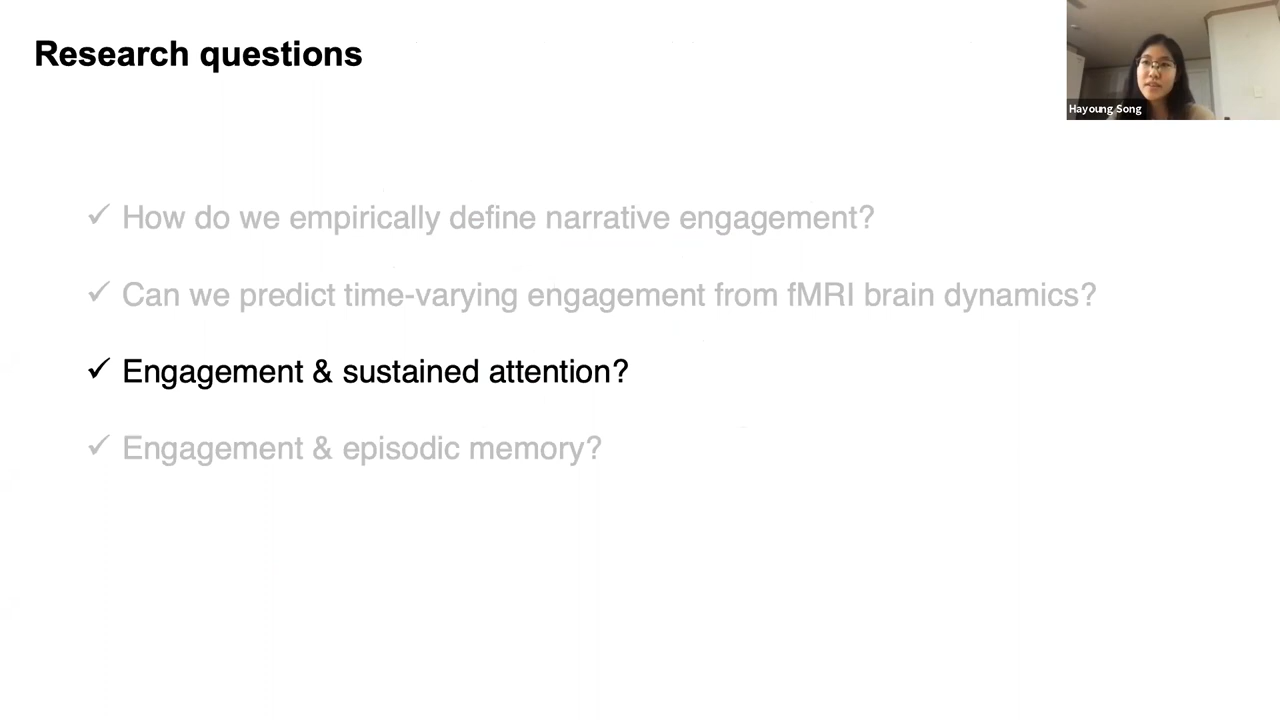 Research questions
Hayoung Song
✓ How do we empirically define narrative engagement?
✓ Can we predict time-varying engagement from fMRI brain dynamics?
✓ Engagement & sustained attention?
✓ Engagement & episodic memory?